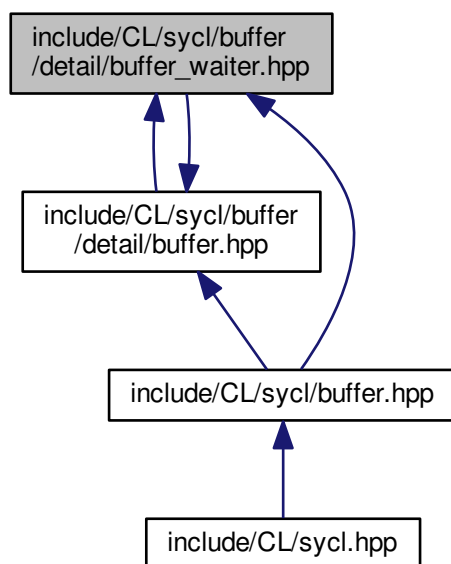 include/CL/sycl/buffer
/detail/buffer_waiter.hpp
include/CL/sycl/buffer
/detail/buffer.hpp
include/CL/sycl/buffer.hpp
include/CL/sycl.hpp